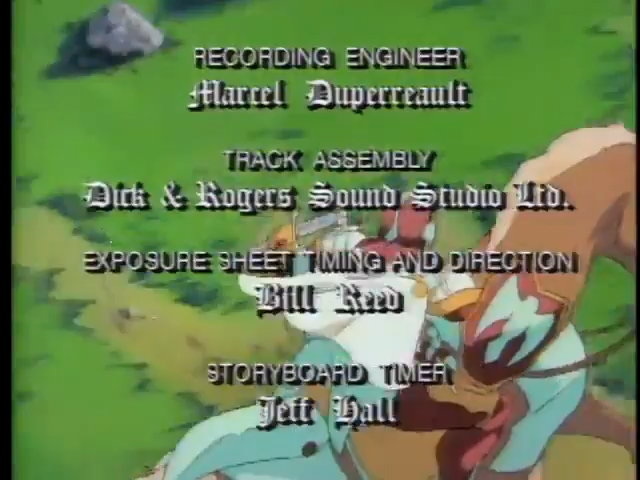 RECORDING ENGINEER
Marcel Duperreault
TRACK ASSEMBLY
Dick & Rogers Sound Studio Ltd.
EXPOSURE SHEET TIMING AND DIRECTION
Bill Reed
STORYBOARD TIMER
Jeff Hall